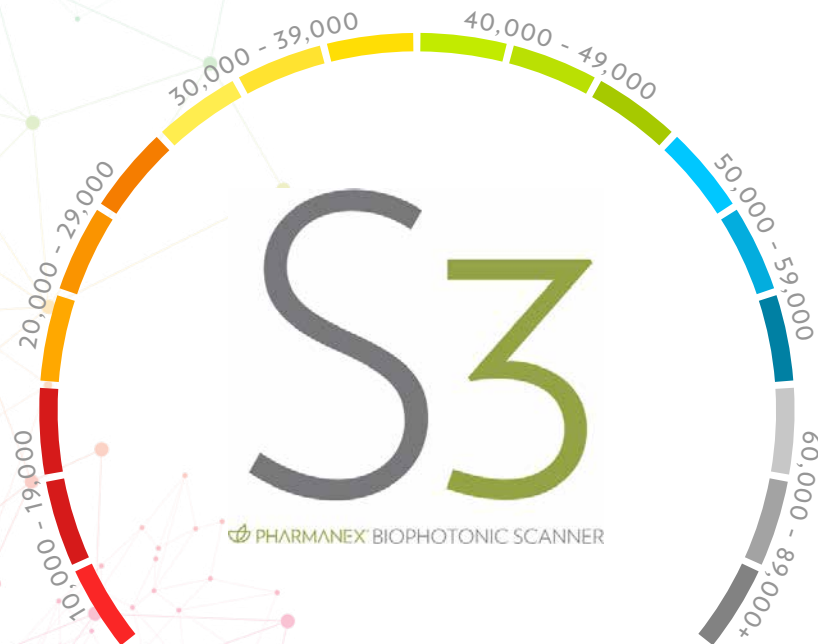 10,000 - 19,000
20,000 - 29,000
30,000 - 39,000
40,000 - 49,000
50,000 - 59,000
60,000 - 89,000+
S3
PHARMANEX® BIOPHOTONIC SCANNER